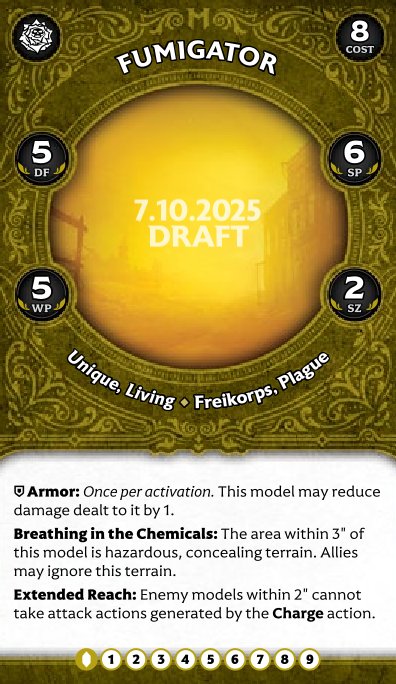 8
COST
FUMIGATOR
5
DF
6
SP
7.10.2025
DRAFT
5
WP
2
SZ
Unique, Living ⬥ Freikorps, Plague
Armor: Once per activation. This model may reduce
damage dealt to it by 1.
Breathing in the Chemicals: The area within 3" of
this model is hazardous, concealing terrain. Allies
may ignore this terrain.
Extended Reach: Enemy models within 2" cannot
take attack actions generated by the Charge action.
1 2 3 4 5 6 7 8 9